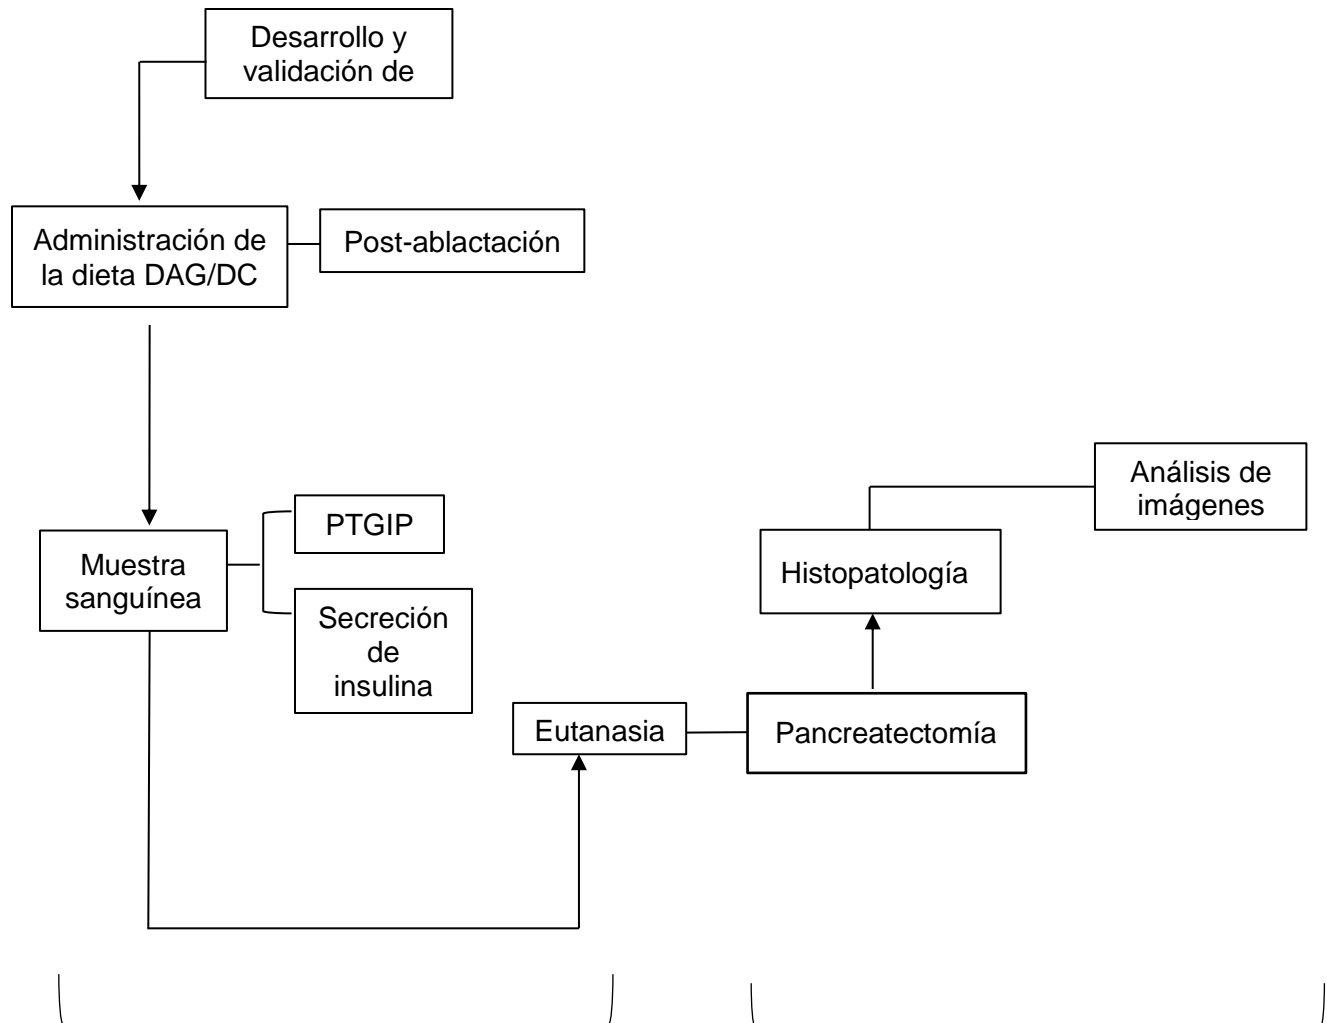 Desarrollo y
validación de
Administración de
la dieta DAG/DC
Post-ablactación
Muestra
sanguínea
PTGIP
Secreción
de
insulina
Eutanasia
Pancreatectomía
Histopatología
Análisis de
imágenes